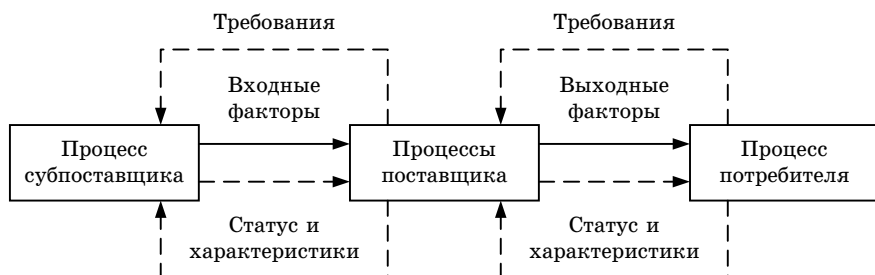 Требования
Требования
Входные
факторы
Выходные
факторы
Процесс
субпоставщика
Процессы
поставщика
Процесс
потребителя
Статус и
характеристики
Статус и
характеристики